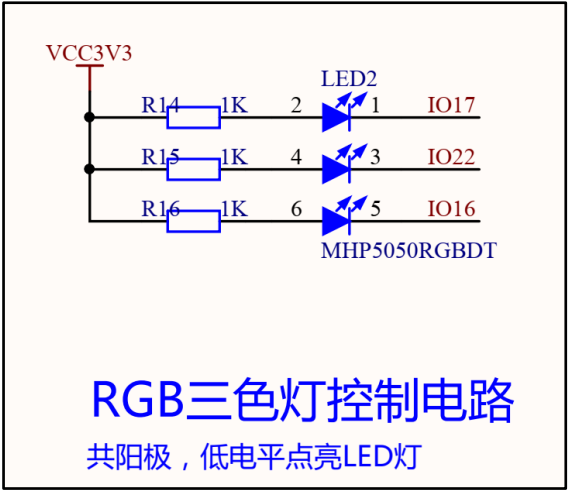 VCC3V3
LED2
R14 1K 2 1 IO17
R15 1K 4 3 IO22
R16 1K 6 5 IO16
MHP5050RGBDT
RGB三色灯控制电路
共阳极，低电平点亮LED灯